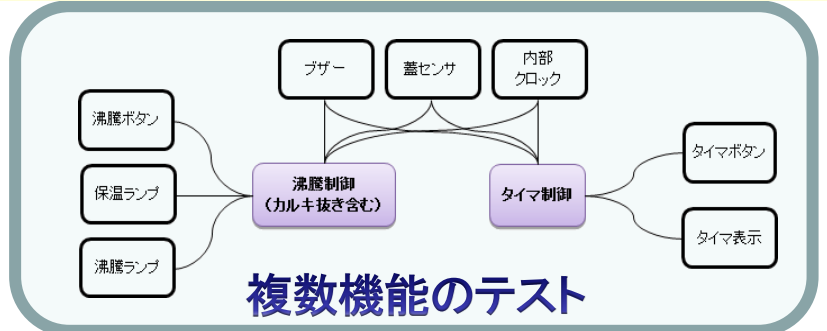 ブザー
蓋センサ
内部
クロック
沸騰ボタン
保温ランプ
沸騰ランプ
沸騰制御
(カルキ抜き含む)
タイマ制御
タイマボタン
タイマ表示
複数機能のテスト